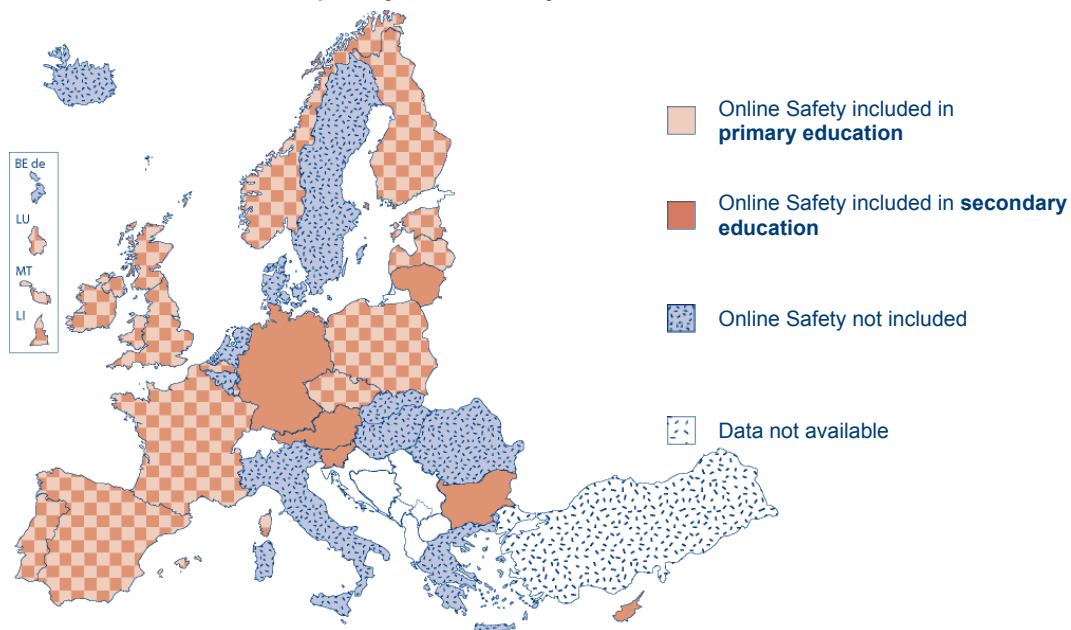 BE de
LU
MT
LI
Online Safety included in
primary education
Online Safety included in secondary
education
Online Safety not included
Data not available